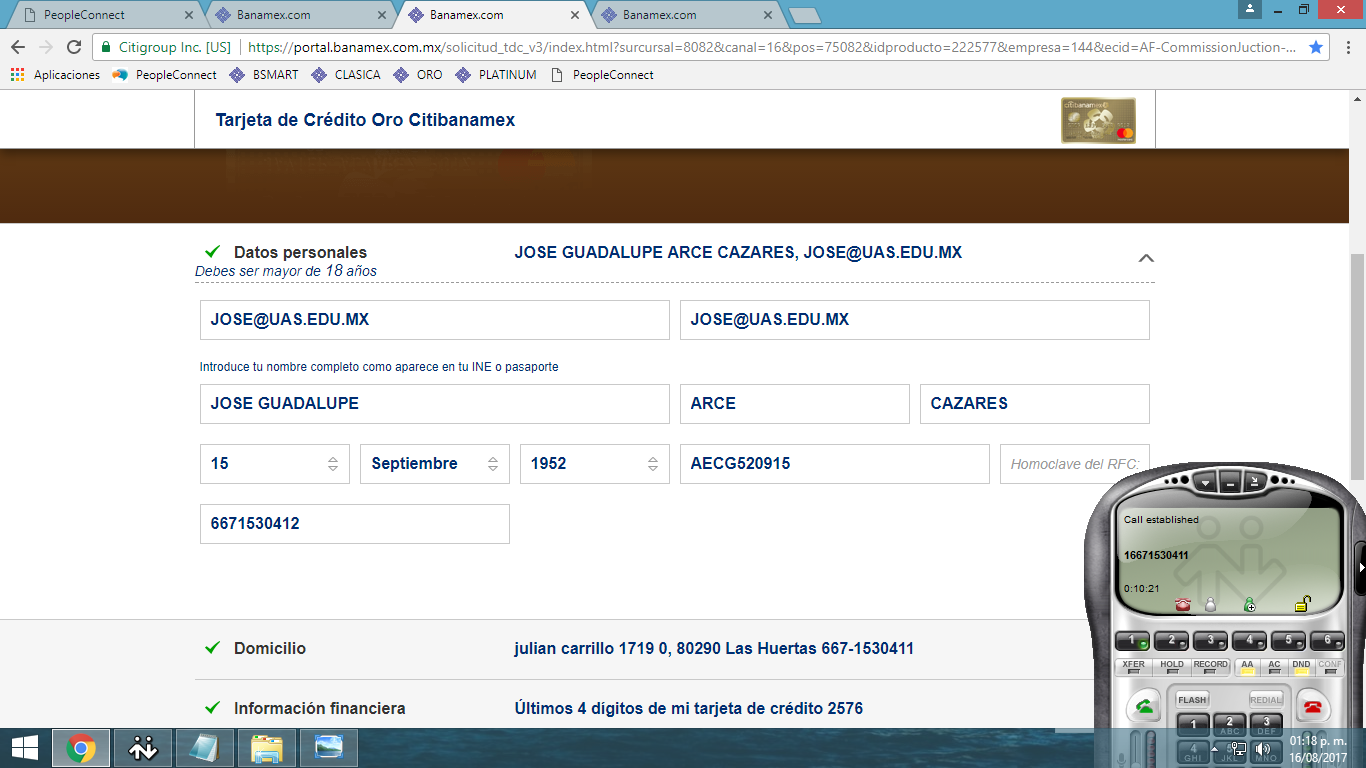 PeopleConnect
Banamex.com
Banamex.com
Banamex.com
Citigroup Inc. [US]
https://portal.banamex.com.mx/solicitud_tdc_v3/index.html?surcursal=8082&canal=16&pos=75082&idproducto=222577&empresa=144&ecid=AF-CommissionJuction-...
Aplicaciones
PeopleConnect
BSMART
CLASICA
ORO
PLATINUM
PeopleConnect
Tarjeta de Crédito Oro Citibanamex
Datos personales
JOSE GUADALUPE ARCE CAZARES, JOSE@UAS.EDU.MX
Debes ser mayor de 18 años
JOSE@UAS.EDU.MX
JOSE@UAS.EDU.MX
Introduce tu nombre completo como aparece en tu INE o pasaporte
JOSE GUADALUPE
ARCE
CAZARES
15
Septiembre
1952
AECG520915
Homoclave del RFC:
6671530412
Call established
16671530411
0:10:21
1 2 3 4 5 6
XFER HOLD RECORD AA AC DND CONF
FLASH REDIAL
1 2 ABC 3 DEF
4 GHI 5 JKL 6 MNO
Domicilio
julian carrillo 1719 0, 80290 Las Huertas 667-1530411
Información financiera
Últimos 4 dígitos de mi tarjeta de crédito 2576
01:18 p. m.
16/08/2017